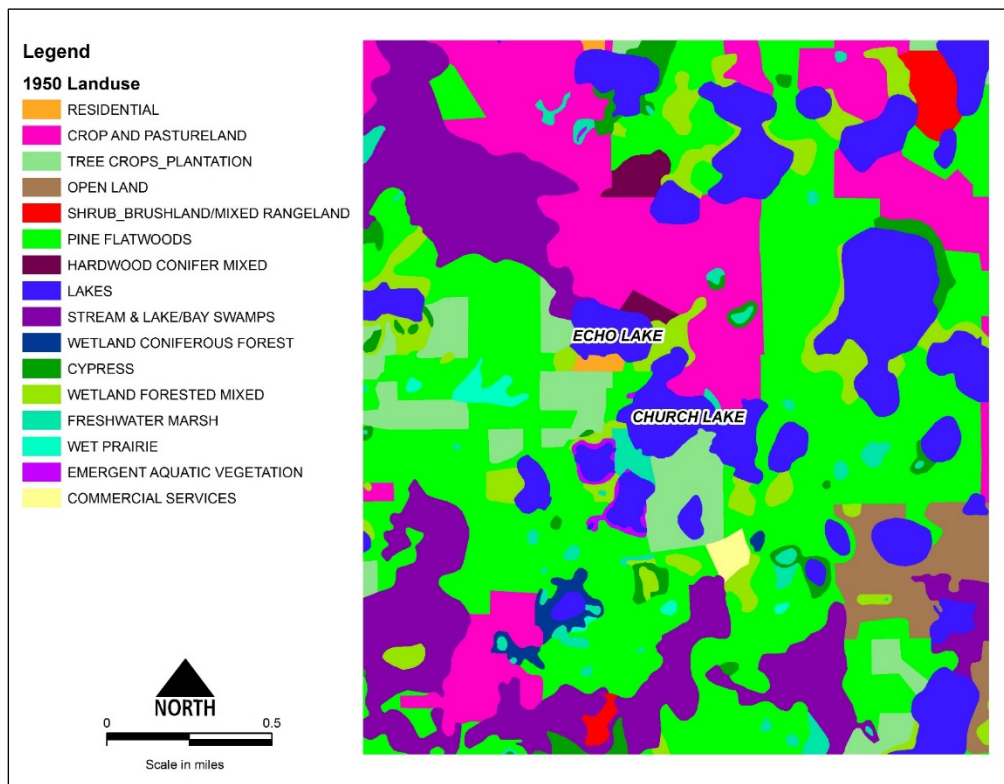 Legend
1950 Landuse
RESIDENTIAL
CROP AND PASTURELAND
TREE CROPS_PLANTATION
OPEN LAND
SHRUB_BRUSHLAND/MIXED RANGELAND
PINE FLATWOODS
HARDWOOD CONIFER MIXED
LAKES
STREAM & LAKE/BAY SWAMPS
WETLAND CONIFEROUS FOREST
CYPRESS
WETLAND FORESTED MIXED
FRESHWATER MARSH
WET PRAIRIE
EMERGENT AQUATIC VEGETATION
COMMERCIAL SERVICES
NORTH
0 0.5
Scale in miles
ECHO LAKE
CHURCH LAKE